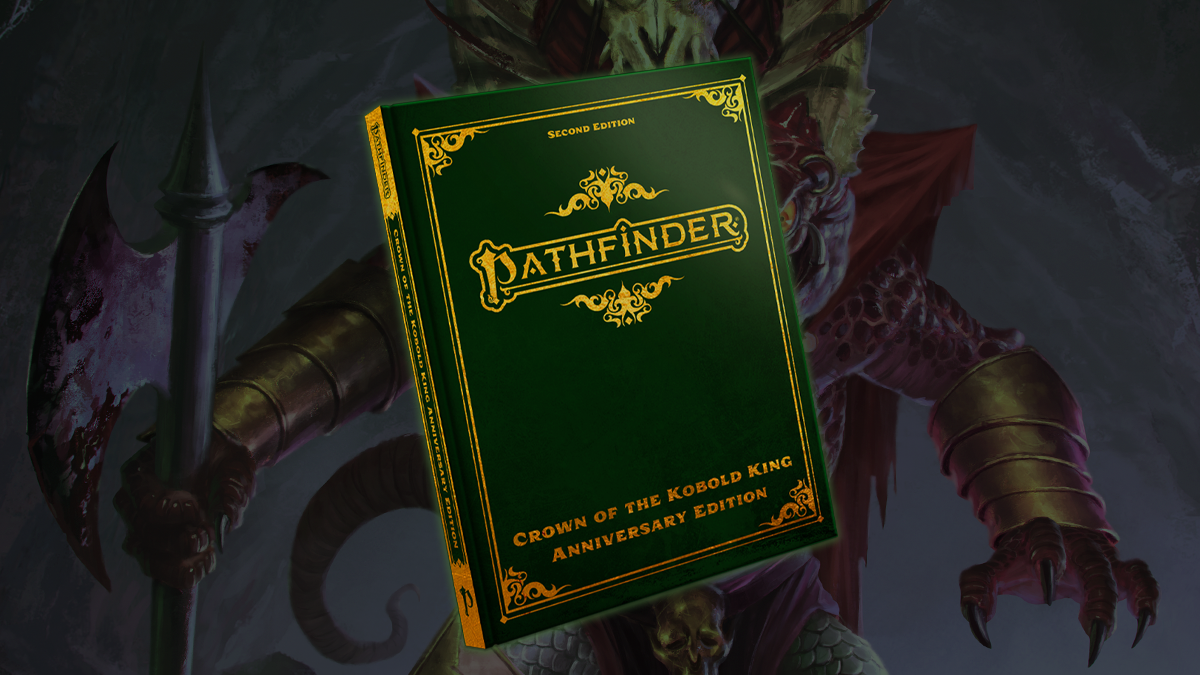 Second Edition
Pathfinder
Crown of the Kobold King
Anniversary Edition
Pathfinder
Crown of the Kobold King Anniversary Edition
P